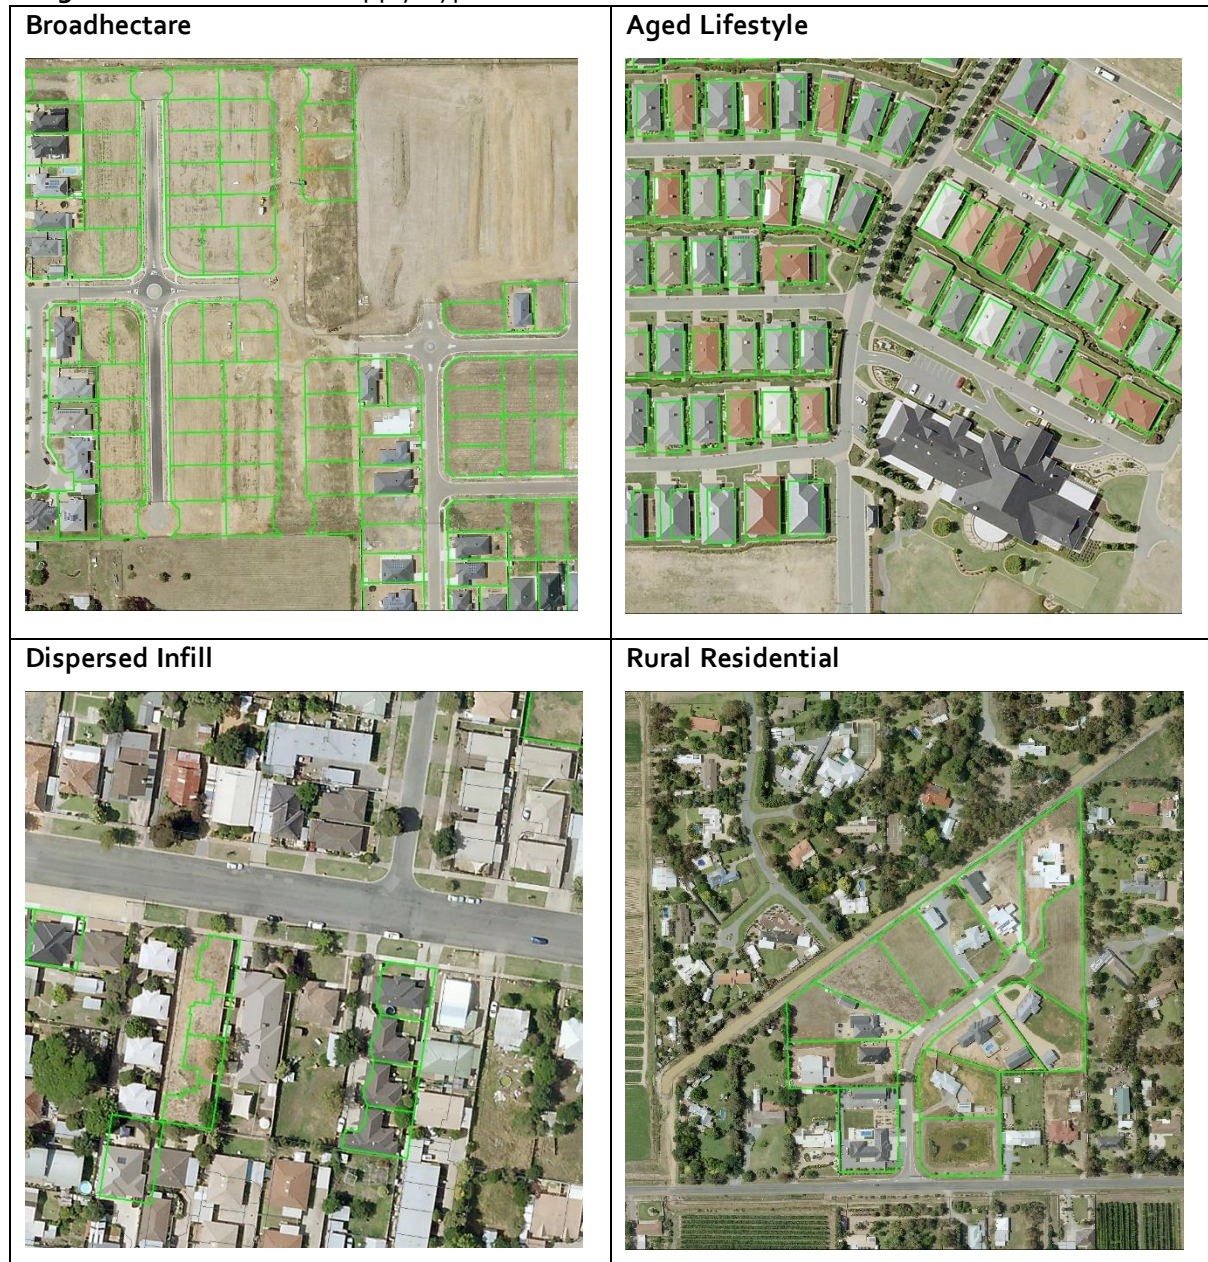 Broadhectare
Aged Lifestyle
Dispersed Infill
Rural Residential